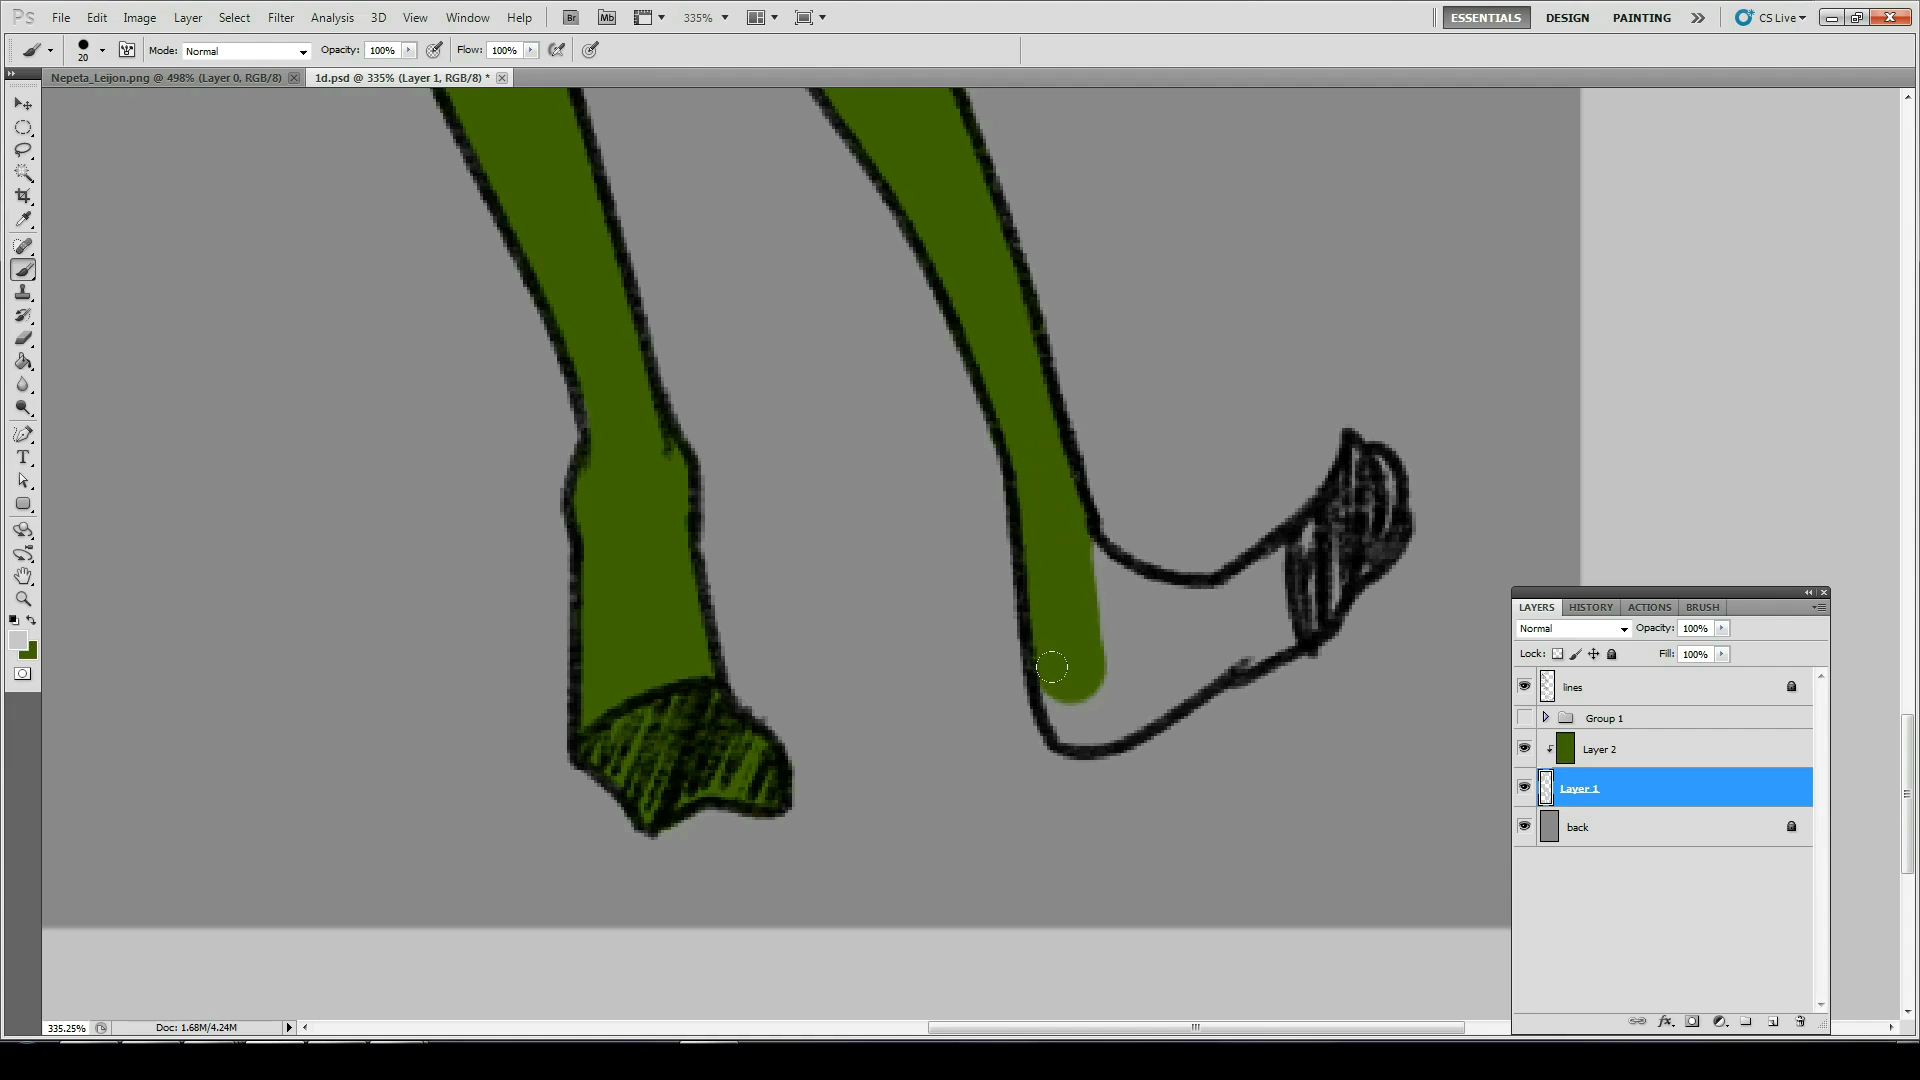 Ps File Edit Image Layer Select Filter Analysis 3D View Window Help Br Mb 335% ESSENTIALS DESIGN PAINTING CS Live
20 Mode: Normal Opacity: 100% Flow: 100%
Nepeta_Leijon.png @ 498% (Layer 0, RGB/8) 1d.psd @ 335% (Layer 1, RGB/8) *
T
LAYERS HISTORY ACTIONS BRUSH
Normal Opacity: 100%
Lock: Fill: 100%
lines
Group 1
Layer 2
Layer 1
back
fx
335.25% Doc: 1.68M/4.24M